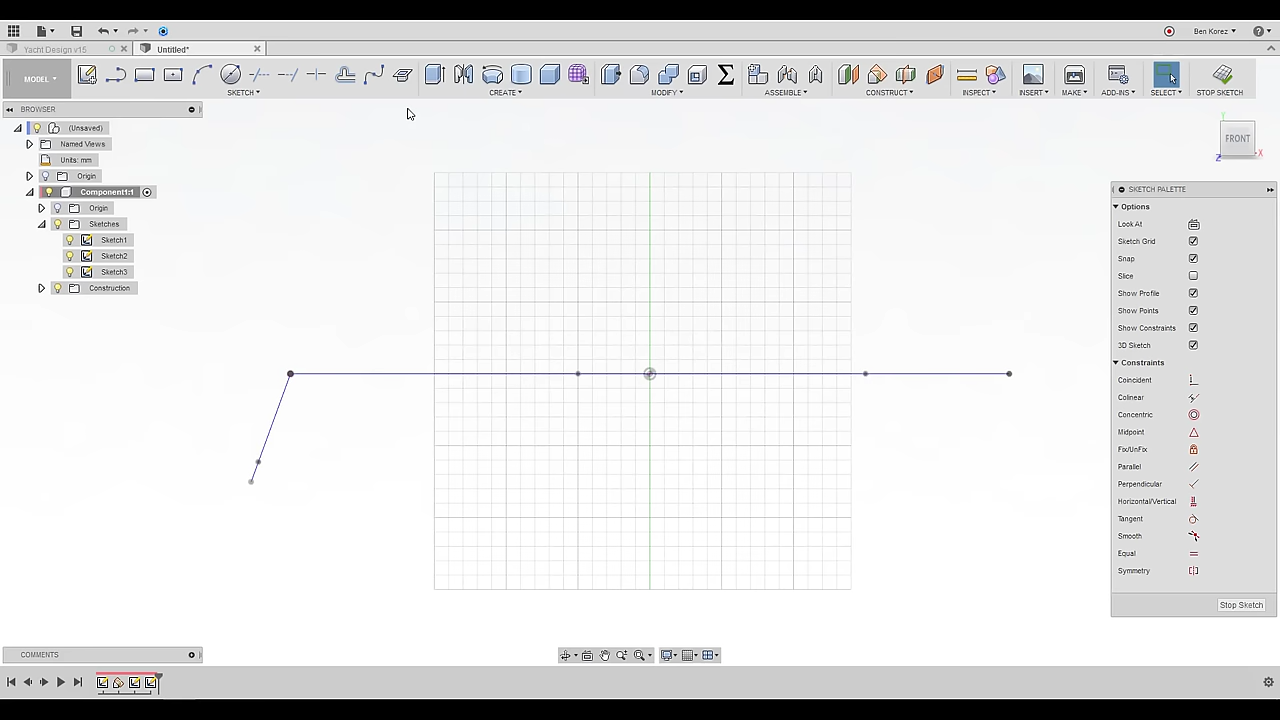 Ben Korez
Yacht Design v15
Untitled*
MODEL
SKETCH
CREATE
MODIFY
ASSEMBLE
CONSTRUCT
INSPECT
INSERT
MAKE
ADD-INS
SELECT
STOP SKETCH
BROWSER
(Unsaved)
Named Views
Units: mm
Origin
Component1:1
Origin
Sketches
Sketch1
Sketch2
Sketch3
Construction
Y
FRONT
Z
X
SKETCH PALETTE
Options
Look At
Sketch Grid
Snap
Slice
Show Profile
Show Points
Show Constraints
3D Sketch
Constraints
Coincident
Colinear
Concentric
Midpoint
Fix/UnFix
Parallel
Perpendicular
Horizontal/Vertical
Tangent
Smooth
Equal
Symmetry
Stop Sketch
COMMENTS